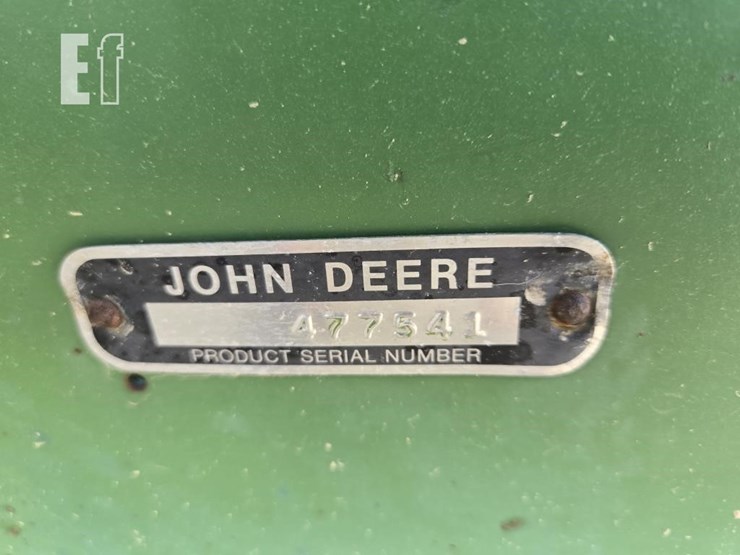 Ef
JOHN DEERE
477541
PRODUCT SERIAL NUMBER